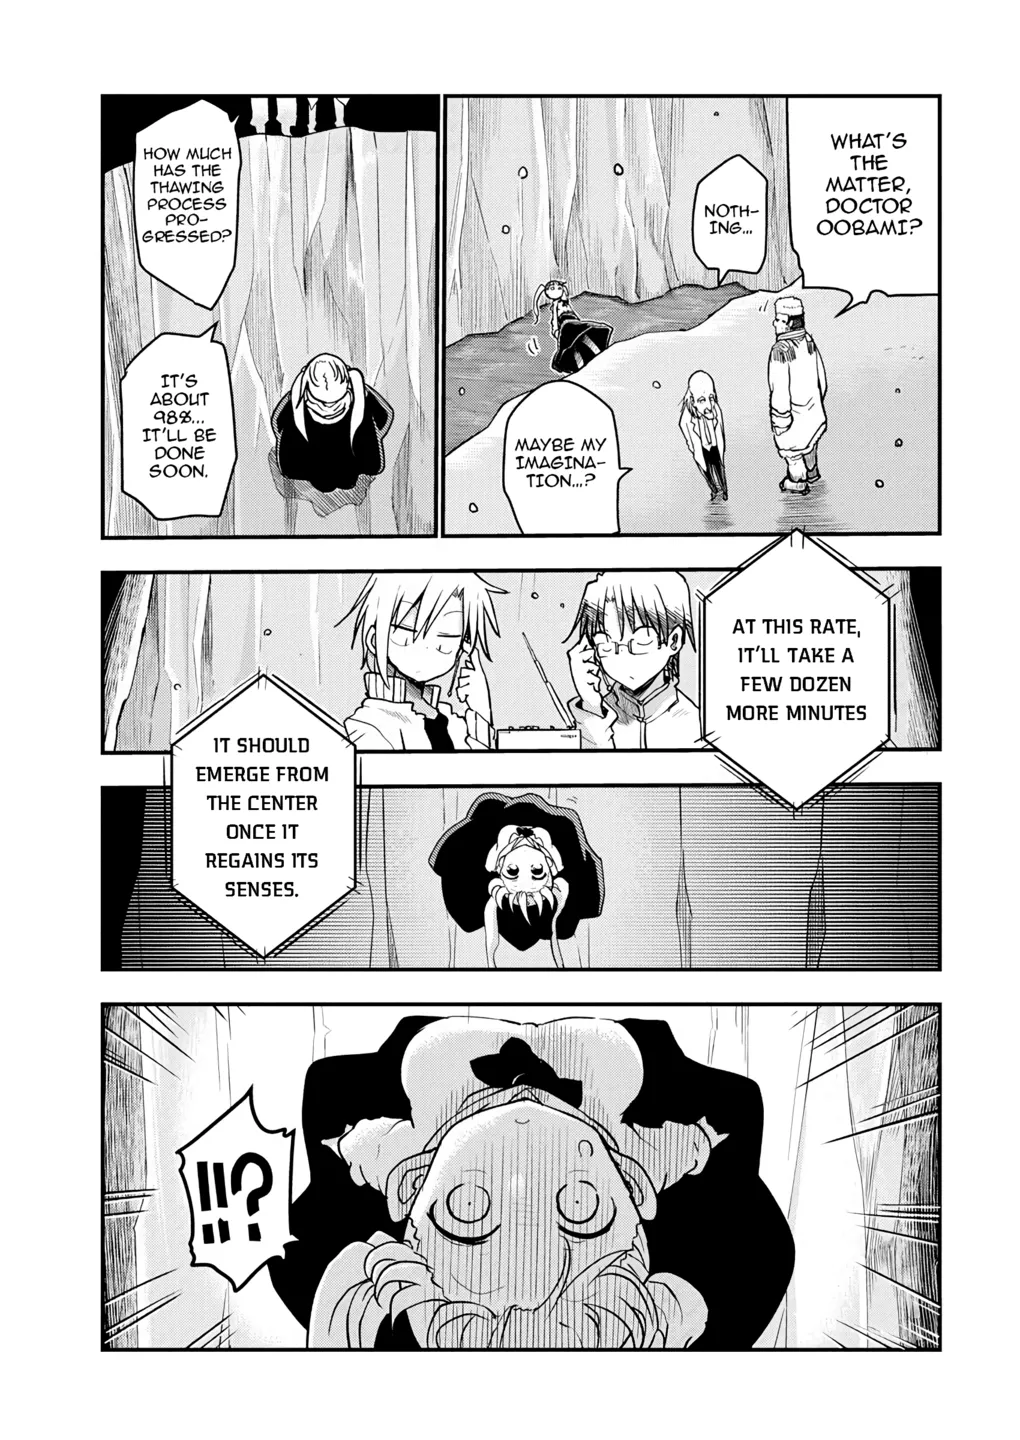 WHAT'S
THE
MATTER,
DOCTOR
OOBAMI?
NOTH-
ING...
MAYBE MY
IMAGINA-
TION...?
HOW MUCH
HAS THE
THAWING
PROCESS
PRO-
GRESSED?
IT'S
ABOUT
98%...
IT'LL BE
DONE
SOON.
AT THIS RATE,
IT'LL TAKE A
FEW DOZEN
MORE MINUTES
IT SHOULD
EMERGE FROM
THE CENTER
ONCE IT
REGAINS ITS
SENSES.
!!?